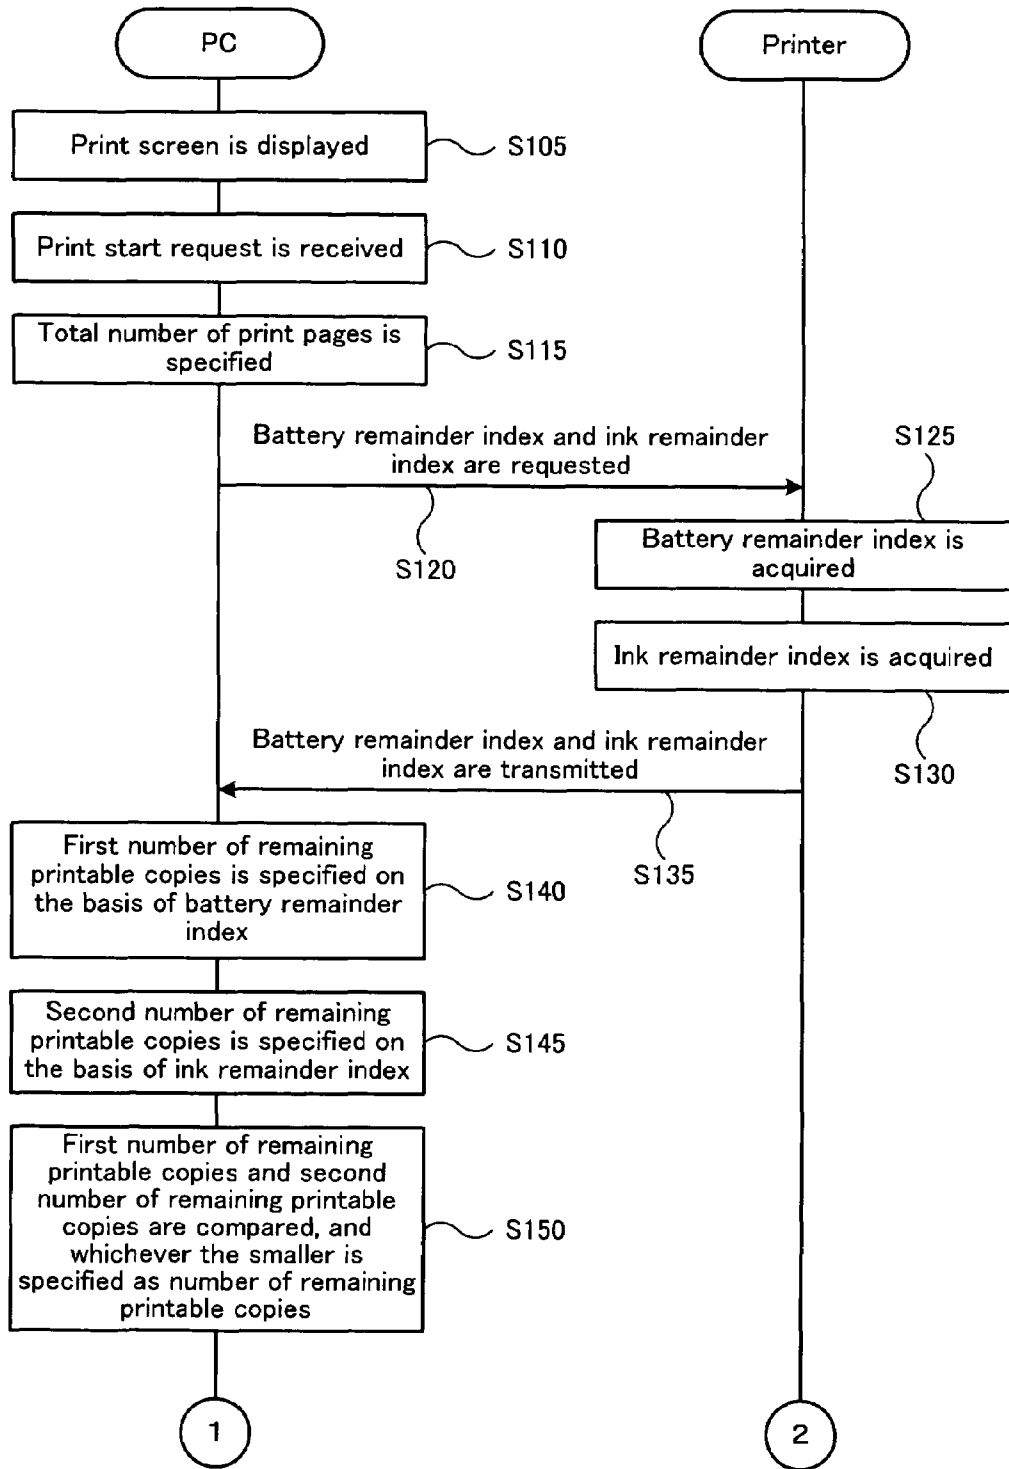 PC
Printer
Print screen is displayed
S105
Print start request is received
S110
Total number of print pages is
specified
S115
Battery remainder index and ink remainder
index are requested
S120
S125
Battery remainder index is
acquired
Ink remainder index is acquired
S130
Battery remainder index and ink remainder
index are transmitted
S135
First number of remaining
printable copies is specified on
the basis of battery remainder
index
S140
Second number of remaining
printable copies is specified on
the basis of ink remainder index
S145
First number of remaining
printable copies and second
number of remaining printable
copies are compared, and
whichever the smaller is
specified as number of remaining
printable copies
S150
1
2